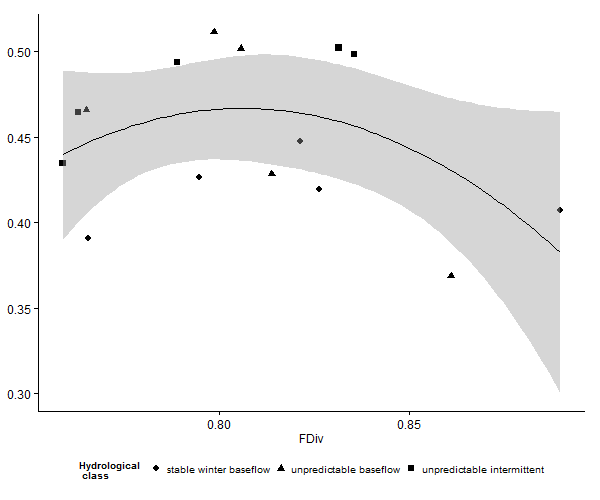 0.50
0.45
0.40
0.35
0.30
0.80 0.85
FDiv
Hydrological
class
stable winter baseflow unpredictable baseflow unpredictable intermittent